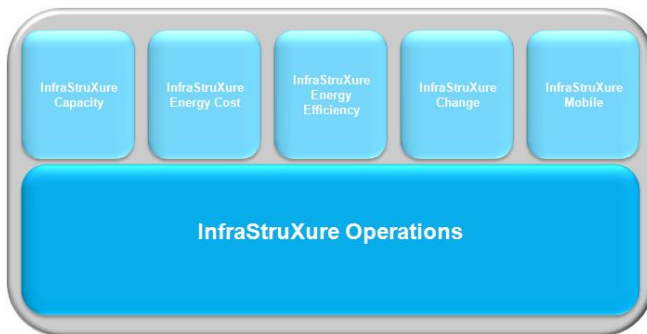 InfraStruXure
Capacity
InfraStruXure
Energy Cost
InfraStruXure
Energy
Efficiency
InfraStruXure
Change
InfraStruXure
Mobile
InfraStruXure Operations